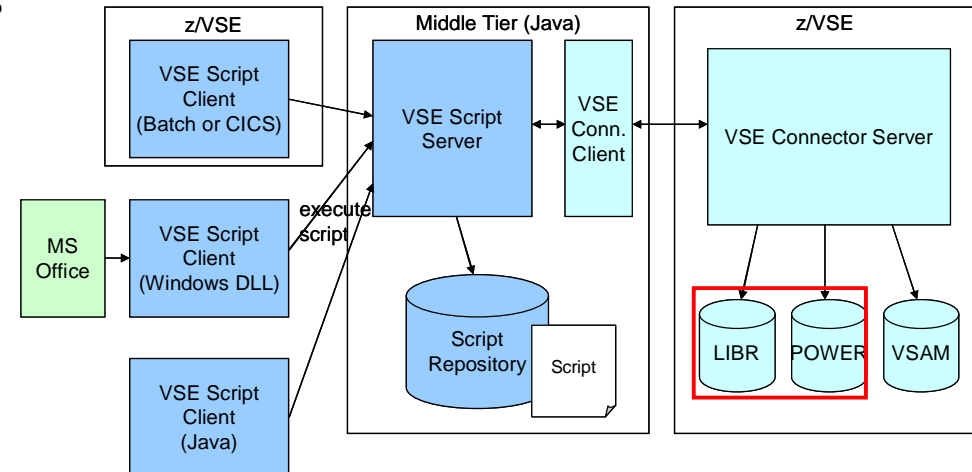 z/VSE
VSE Script
Client
(Batch or CICS)
MS
Office
VSE Script
Client
(Windows DLL)
VSE Script
Client
(Java)
execute
script
Middle Tier (Java)
VSE Script
Server
VSE
Conn.
Client
Script
Repository
Script
z/VSE
VSE Connector Server
LIBR
POWER
VSAM